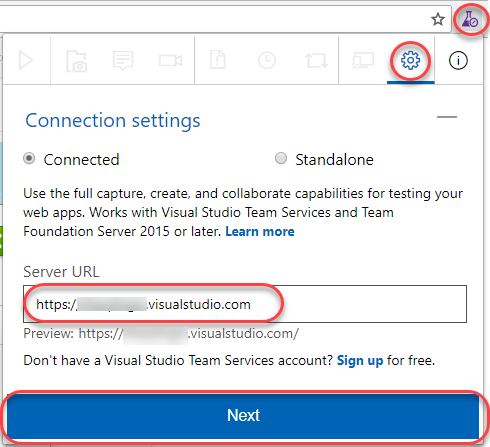 Connection settings
Connected
Standalone
Use the full capture, create, and collaborate capabilities for testing your
web apps. Works with Visual Studio Team Services and Team
Foundation Server 2015 or later. Learn more
Server URL
https:/ .visualstudio.com
Preview: https:/ .visualstudio.com/
Don't have a Visual Studio Team Services account? Sign up for free.
Next